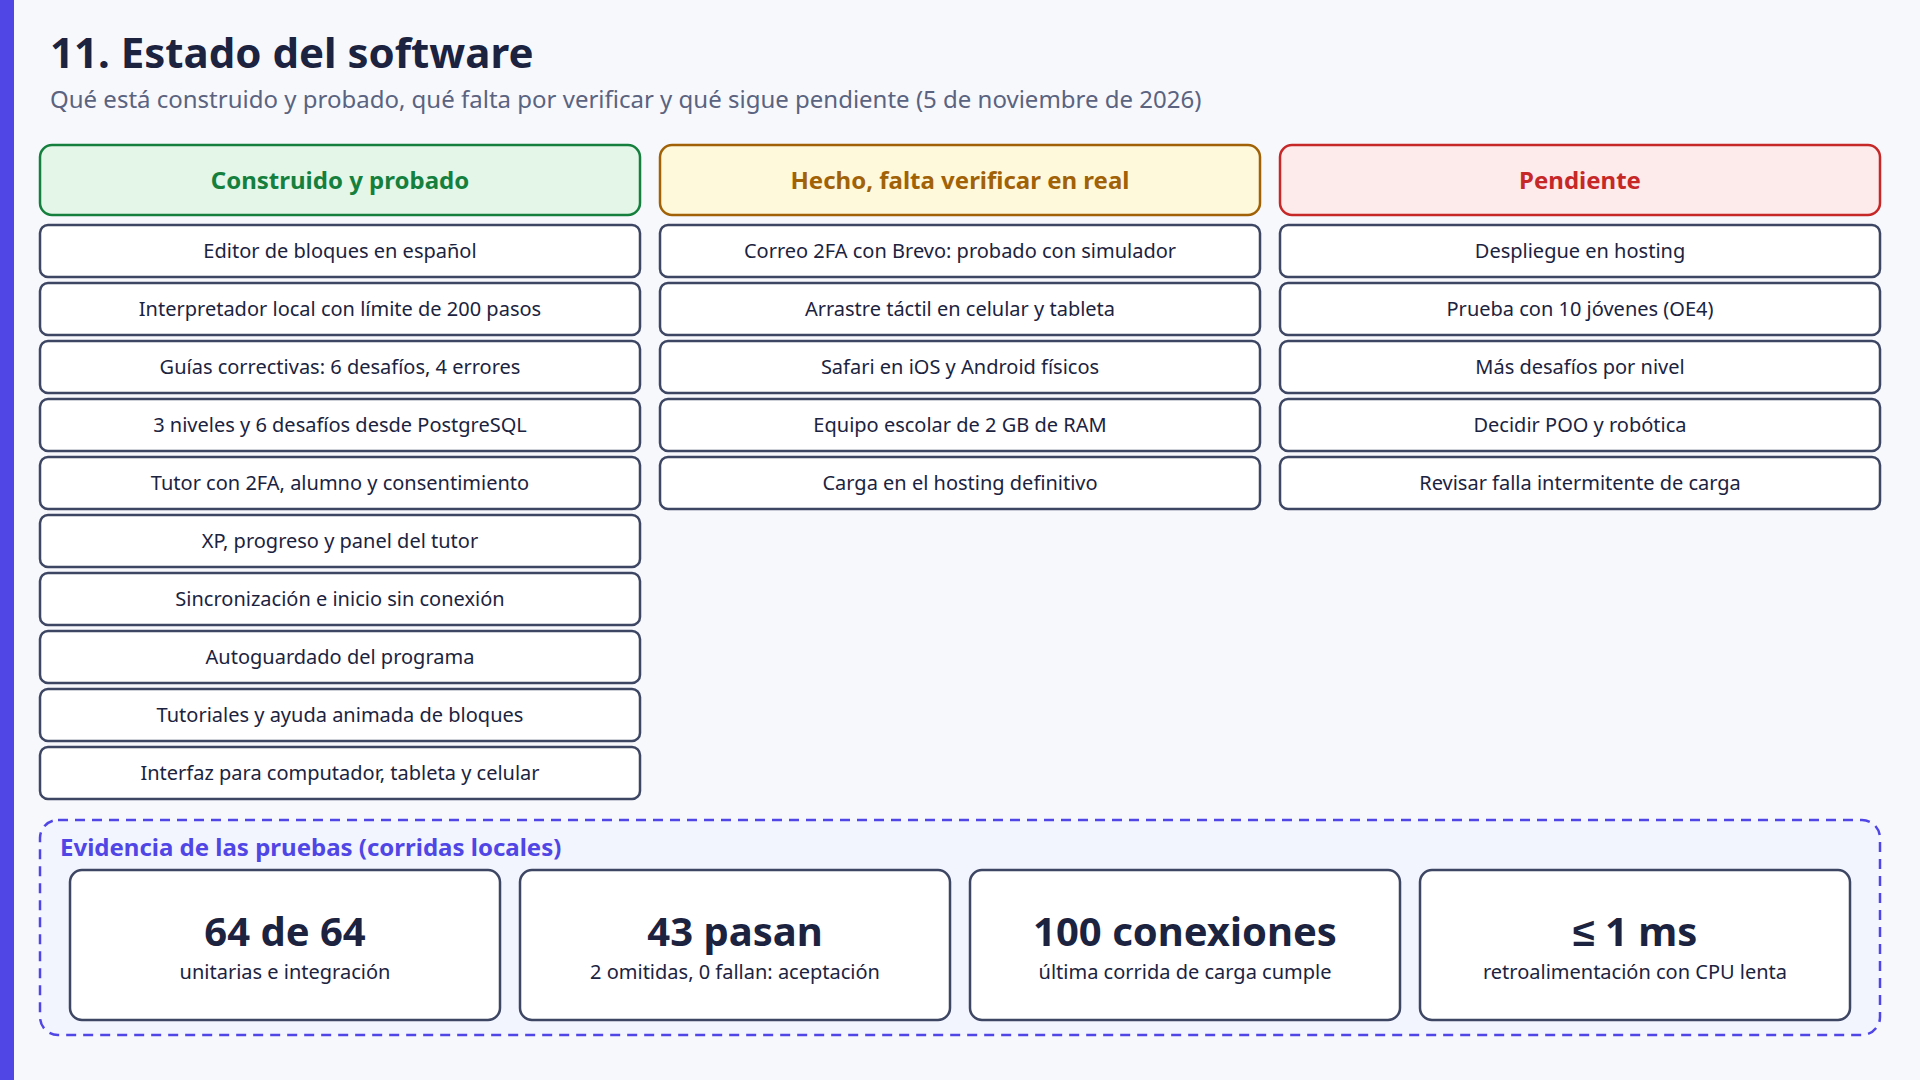 11. Estado del software
Qué está construido y probado, qué falta por verificar y qué sigue pendiente (5 de noviembre de 2026)
Construido y probado
Editor de bloques en español
Interpretador local con límite de 200 pasos
Guías correctivas: 6 desafíos, 4 errores
3 niveles y 6 desafíos desde PostgreSQL
Tutor con 2FA, alumno y consentimiento
XP, progreso y panel del tutor
Sincronización e inicio sin conexión
Autoguardado del programa
Tutoriales y ayuda animada de bloques
Interfaz para computador, tableta y celular
Hecho, falta verificar en real
Correo 2FA con Brevo: probado con simulador
Arrastre táctil en celular y tableta
Safari en iOS y Android físicos
Equipo escolar de 2 GB de RAM
Carga en el hosting definitivo
Pendiente
Despliegue en hosting
Prueba con 10 jóvenes (OE4)
Más desafíos por nivel
Decidir POO y robótica
Revisar falla intermitente de carga
Evidencia de las pruebas (corridas locales)
64 de 64
unitarias e integración
43 pasan
2 omitidas, 0 fallan: aceptación
100 conexiones
última corrida de carga cumple
≤ 1 ms
retroalimentación con CPU lenta